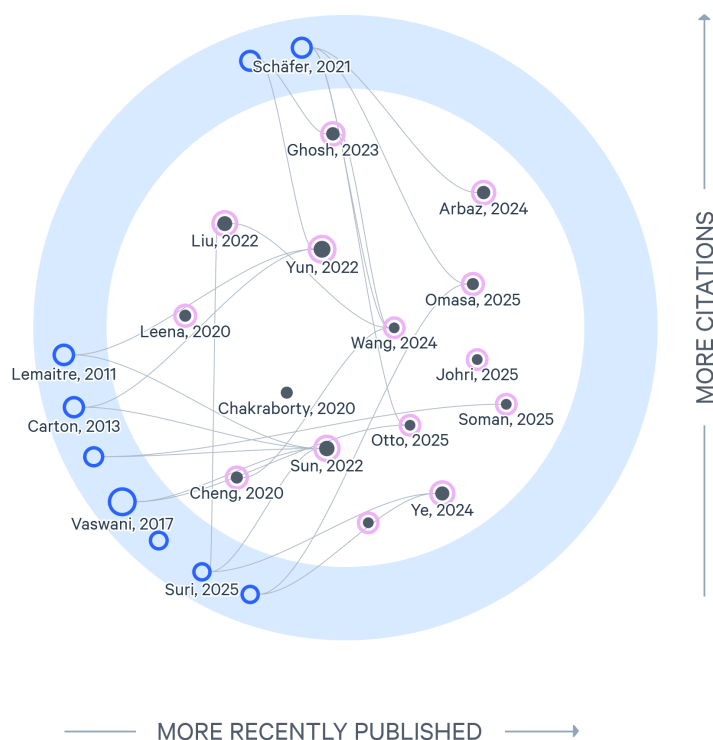 Schäfer, 2021
Ghosh, 2023
Arbaz, 2024
Liu, 2022
Yun, 2022
Omasa, 2025
Leena, 2020
Wang, 2024
Lemaitre, 2011
Johri, 2025
Chakraborty, 2020
Soman, 2025
Carton, 2013
Otto, 2025
Sun, 2022
Cheng, 2020
Ye, 2024
Vaswani, 2017
Suri, 2025
MORE CITATIONS
MORE RECENTLY PUBLISHED